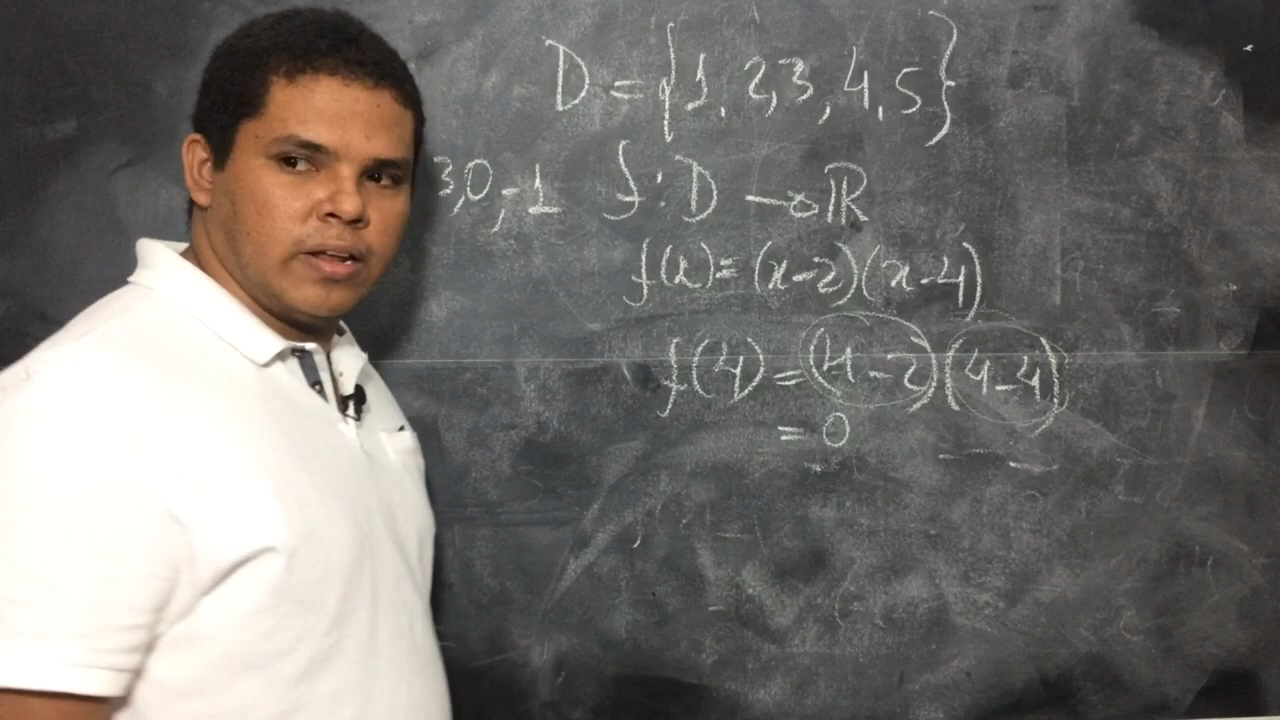 D = {1, 2, 3, 4, 5}
3, 0, -1 f: D → ℝ
f(x) = (x-2)(x-4)
f(4) = (4-2)(4-4)
= 0